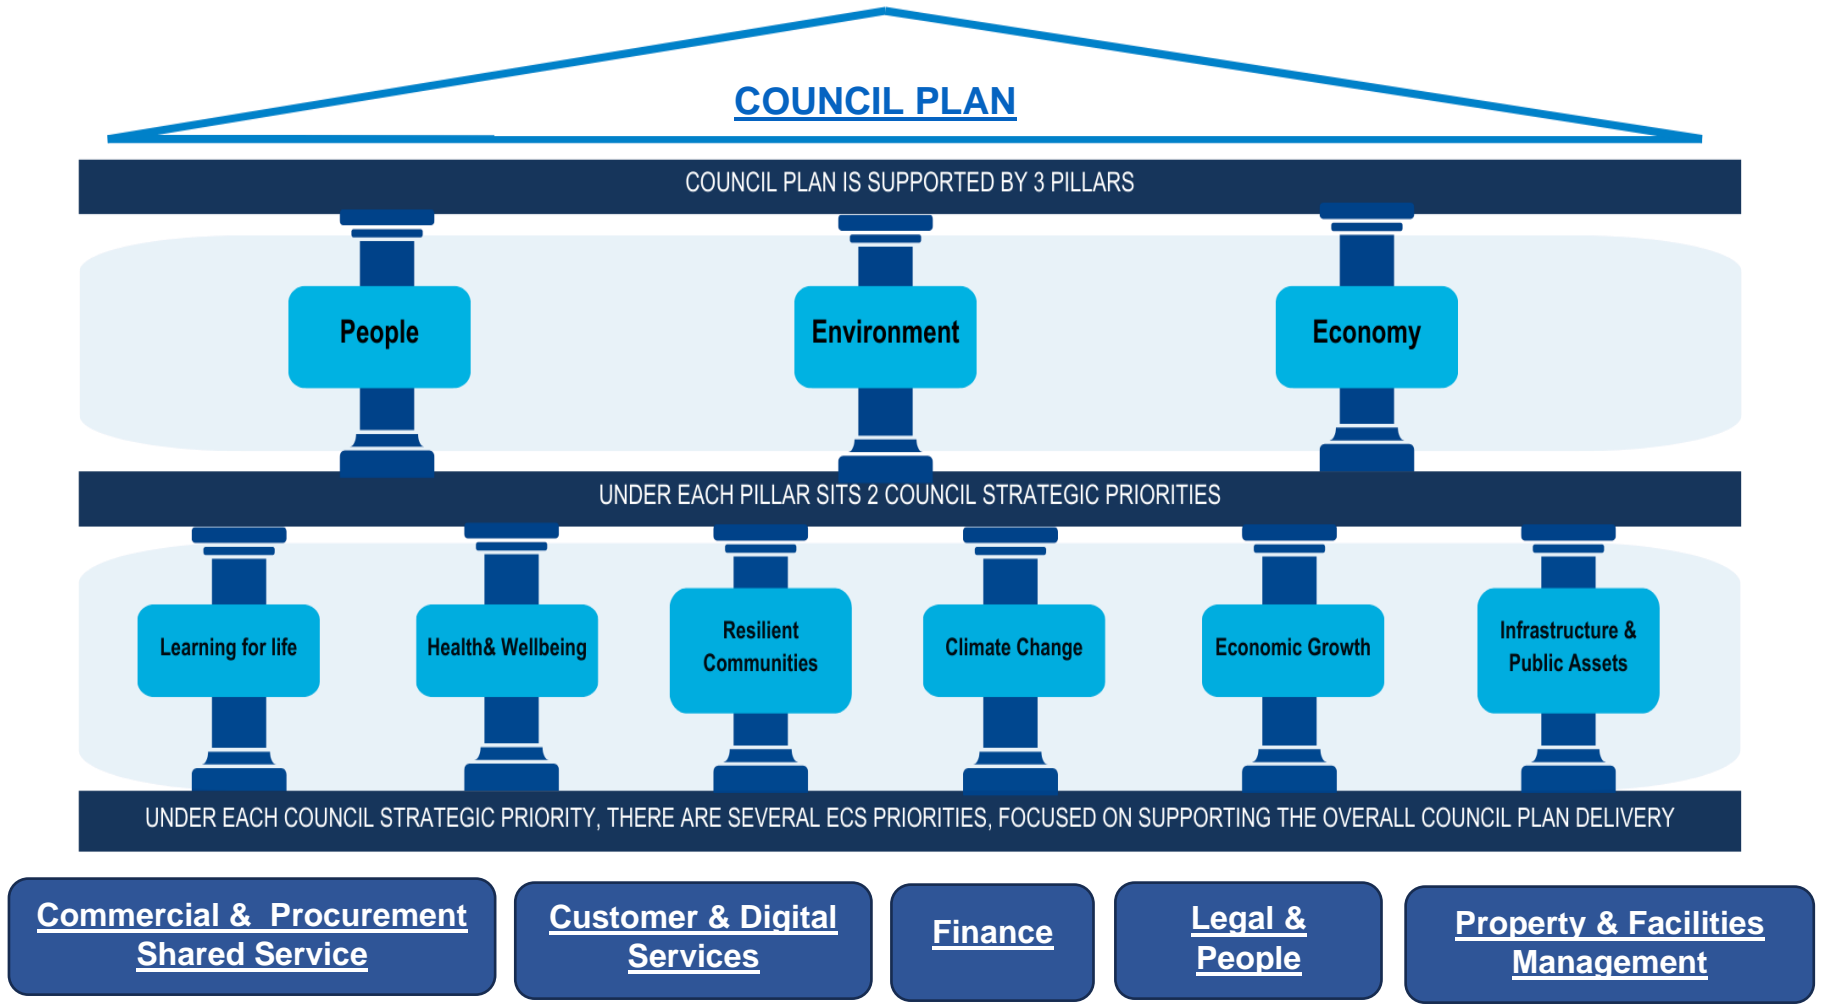 COUNCIL PLAN
COUNCIL PLAN IS SUPPORTED BY 3 PILLARS
People
Environment
Economy
UNDER EACH PILLAR SITS 2 COUNCIL STRATEGIC PRIORITIES
Learning for life
Health& Wellbeing
Resilient
Communities
Climate Change
Economic Growth
Infrastructure &
Public Assets
UNDER EACH COUNCIL STRATEGIC PRIORITY, THERE ARE SEVERAL ECS PRIORITIES, FOCUSED ON SUPPORTING THE OVERALL COUNCIL PLAN DELIVERY
Commercial &  Procurement
Shared Service
Customer & Digital
Services
Finance
Legal &
People
Property & Facilities
Management